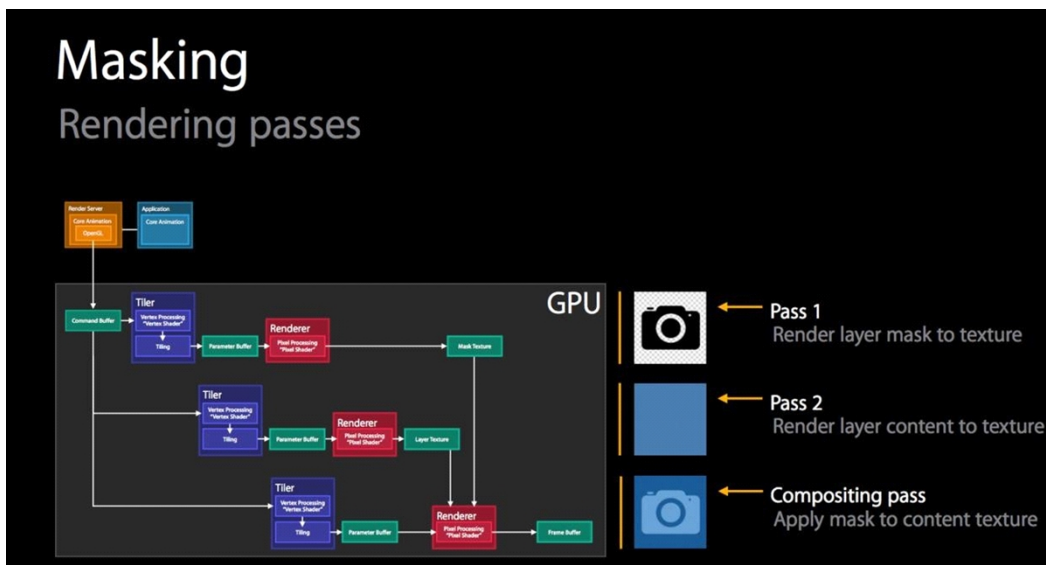 Masking
Rendering passes
Render Server
Core Animation
OpenGL
Application
Core Animation
GPU
Command Buffer
Tiler
Vertex Processing
"Vertex Shader"
Tiling
Parameter Buffer
Renderer
Pixel Processing
"Pixel Shader"
Mask Texture
Tiler
Vertex Processing
"Vertex Shader"
Tiling
Parameter Buffer
Renderer
Pixel Processing
"Pixel Shader"
Layer Texture
Tiler
Vertex Processing
"Vertex Shader"
Tiling
Parameter Buffer
Renderer
Pixel Processing
"Pixel Shader"
Frame Buffer
Pass 1
Render layer mask to texture
Pass 2
Render layer content to texture
Compositing pass
Apply mask to content texture